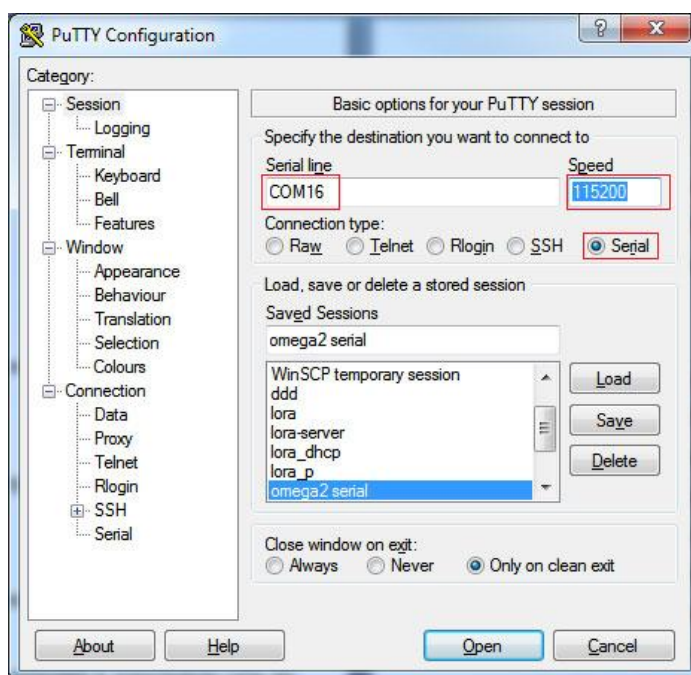 PuTTY Configuration
Category:
Session
Logging
Terminal
Keyboard
Bell
Features
Window
Appearance
Behaviour
Translation
Selection
Colours
Connection
Data
Proxy
Telnet
Rlogin
SSH
Serial
Basic options for your PuTTY session
Specify the destination you want to connect to
Serial line Speed
COM16 115200
Connection type:
Raw Telnet Rlogin SSH Serial
Load, save or delete a stored session
Saved Sessions
omega2 serial
WinSCP temporary session
ddd
lora
lora-server
lora_dhcp
lora_p
omega2 serial
Load
Save
Delete
Close window on exit:
Always Never Only on clean exit
About Help Open Cancel